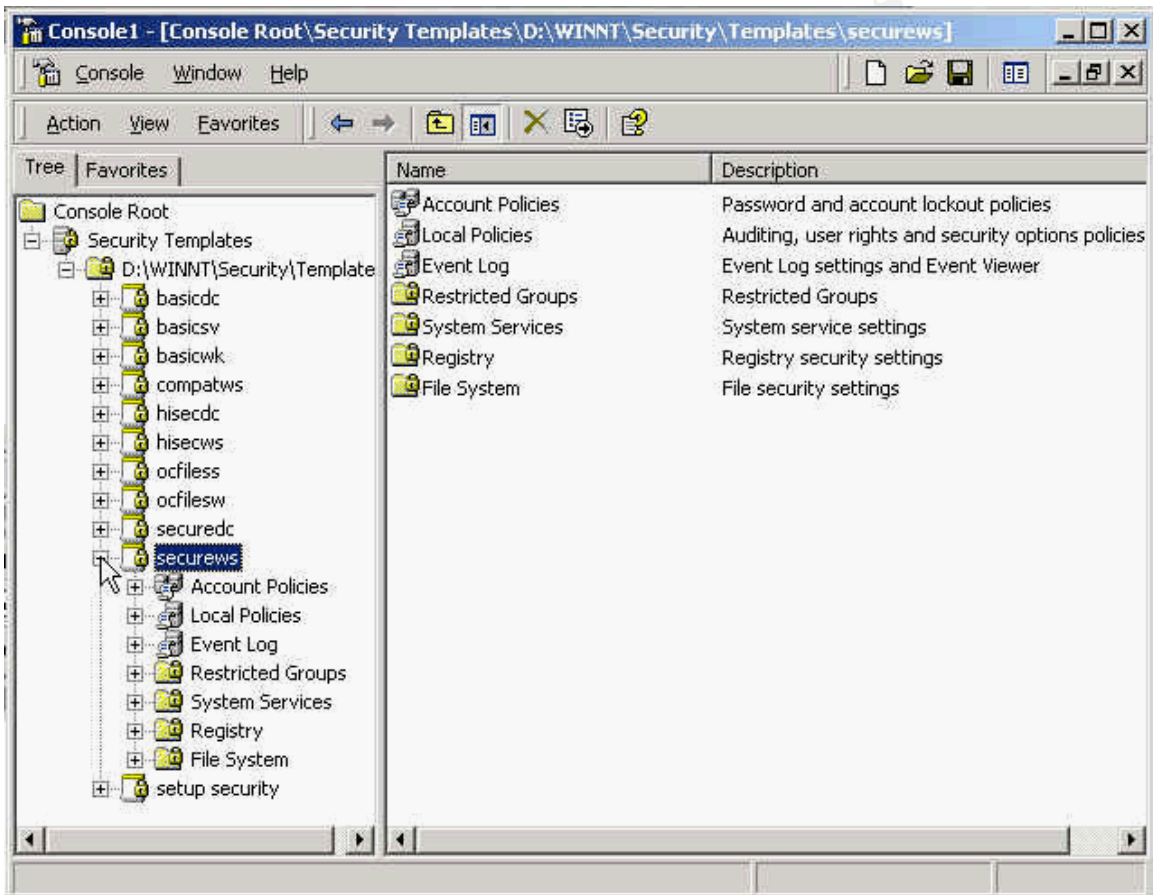 Console1 - [Console Root\Security Templates\D:\WINNT\Security\Templates\securews]
Console Window Help
Action View Favorites
Tree Favorites
Name Description
Console Root
Security Templates
D:\WINNT\Security\Template
basicdc
basicsv
basicwk
compatws
hisecdc
hisecws
ocfiless
ocfilesw
securedc
securews
Account Policies
Local Policies
Event Log
Restricted Groups
System Services
Registry
File System
setup security
Account Policies Password and account lockout policies
Local Policies Auditing, user rights and security options policies
Event Log Event Log settings and Event Viewer
Restricted Groups Restricted Groups
System Services System service settings
Registry Registry security settings
File System File security settings